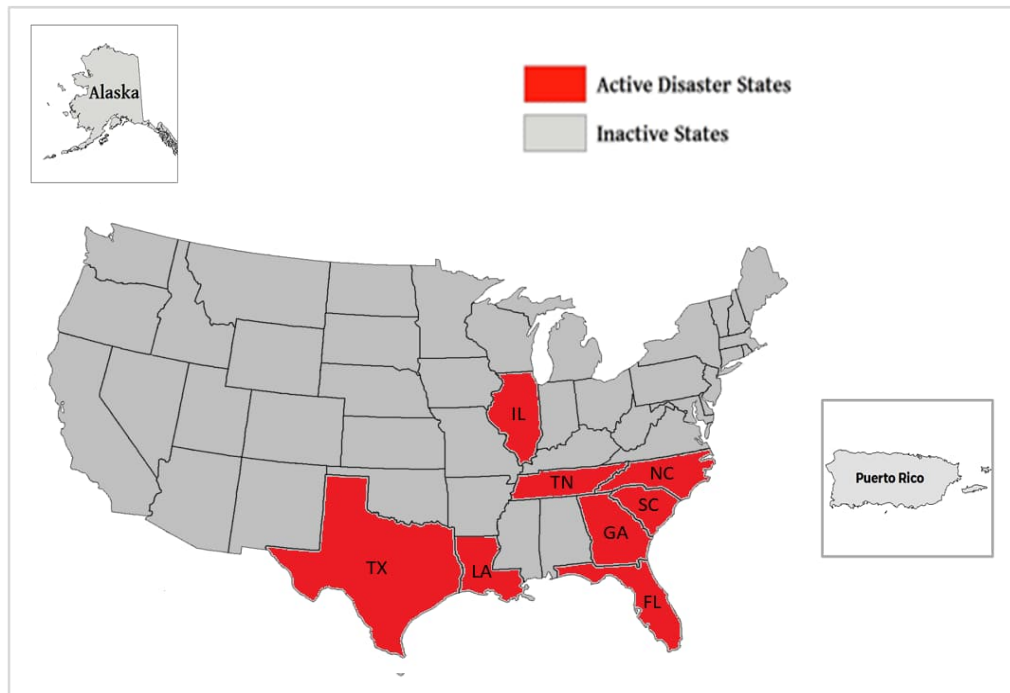 Alaska
Active Disaster States
Inactive States
IL
TN
NC
SC
GA
TX
LA
FL
Puerto Rico